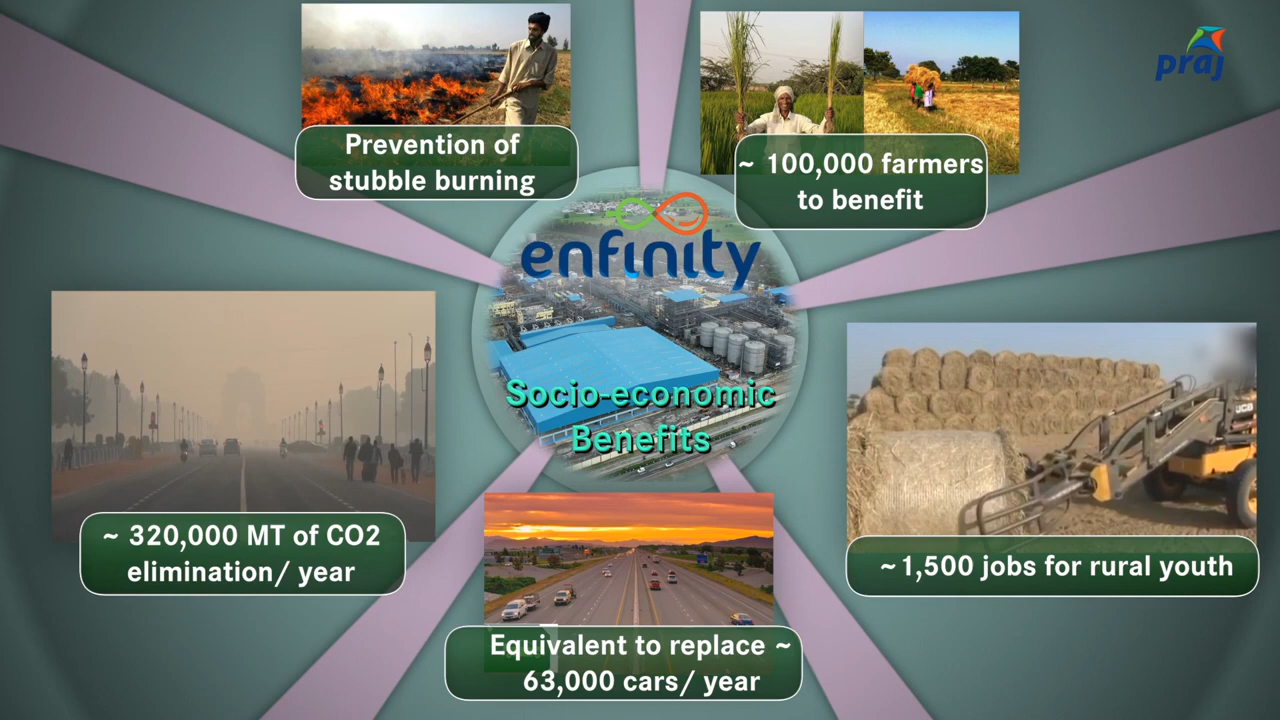 praj
Prevention of
stubble burning
~ 100,000 farmers
to benefit
enfinity
Socio-economic
Benefits
~ 320,000 MT of CO2
elimination/ year
JCB
~1,500 jobs for rural youth
Equivalent to replace ~
63,000 cars/ year